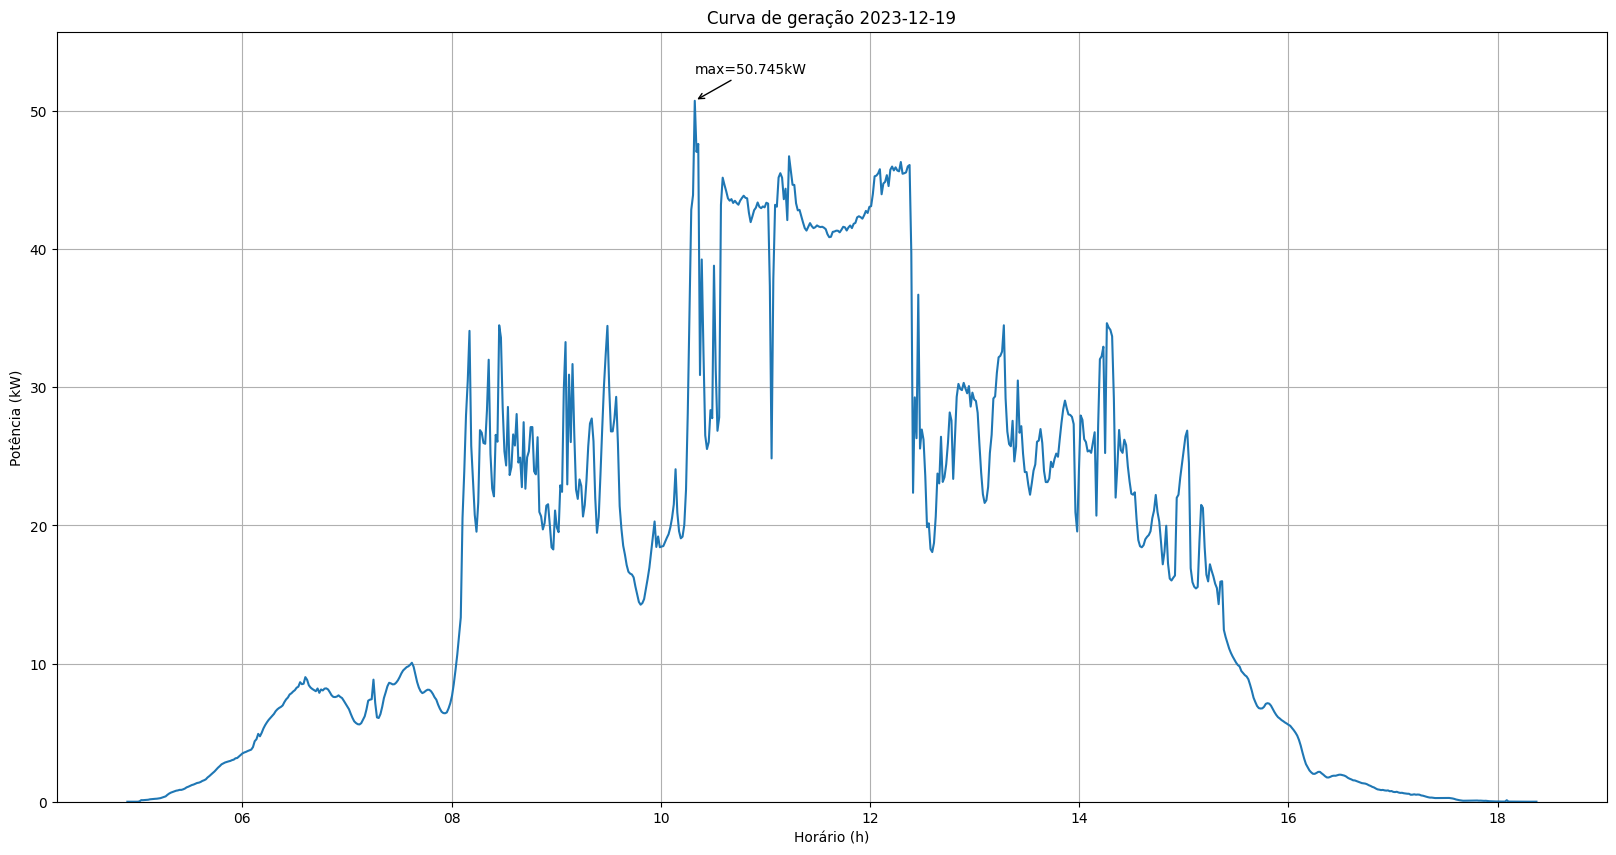 Curva de geração 2023-12-19
max=50.745kW
Potência (kW)
50
40
30
20
10
0
06 08 10 12 14 16 18
Horário (h)